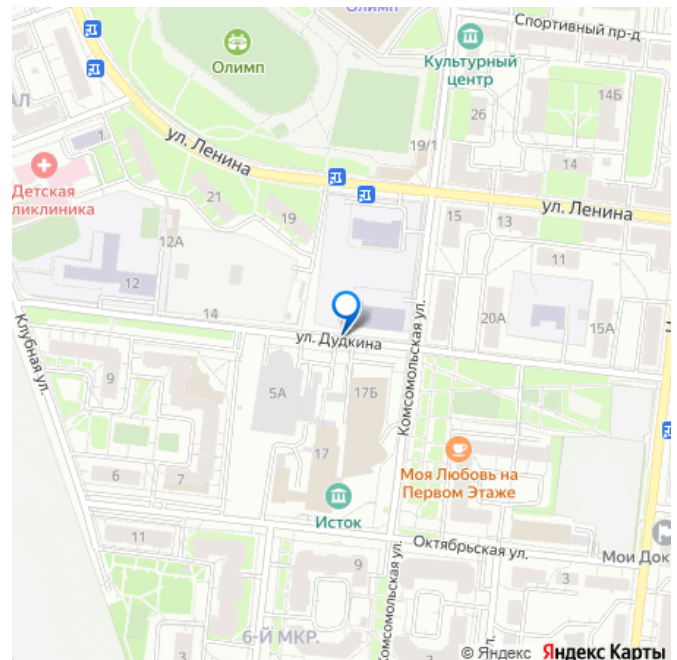 Олимп
Спортивный пр-д
Олимп
Культурный
центр
14Б
26
АЛ
1
ул. Ленина
19/1
14
Детская
ликлиника
21
19
15
13
ул. Ленина
12А
11
12
14
20А
15А
ул. Дудкина
Клубная ул.
Комсомольская ул.
9
5А
17Б
6
7
17
Моя Любовь на
Первом Этаже
Исток
11
Октябрьская ул.
Мои Док
9
3
Комсомольская ул.
6-Й МКР.
3
© Яндекс Яндекс Карты